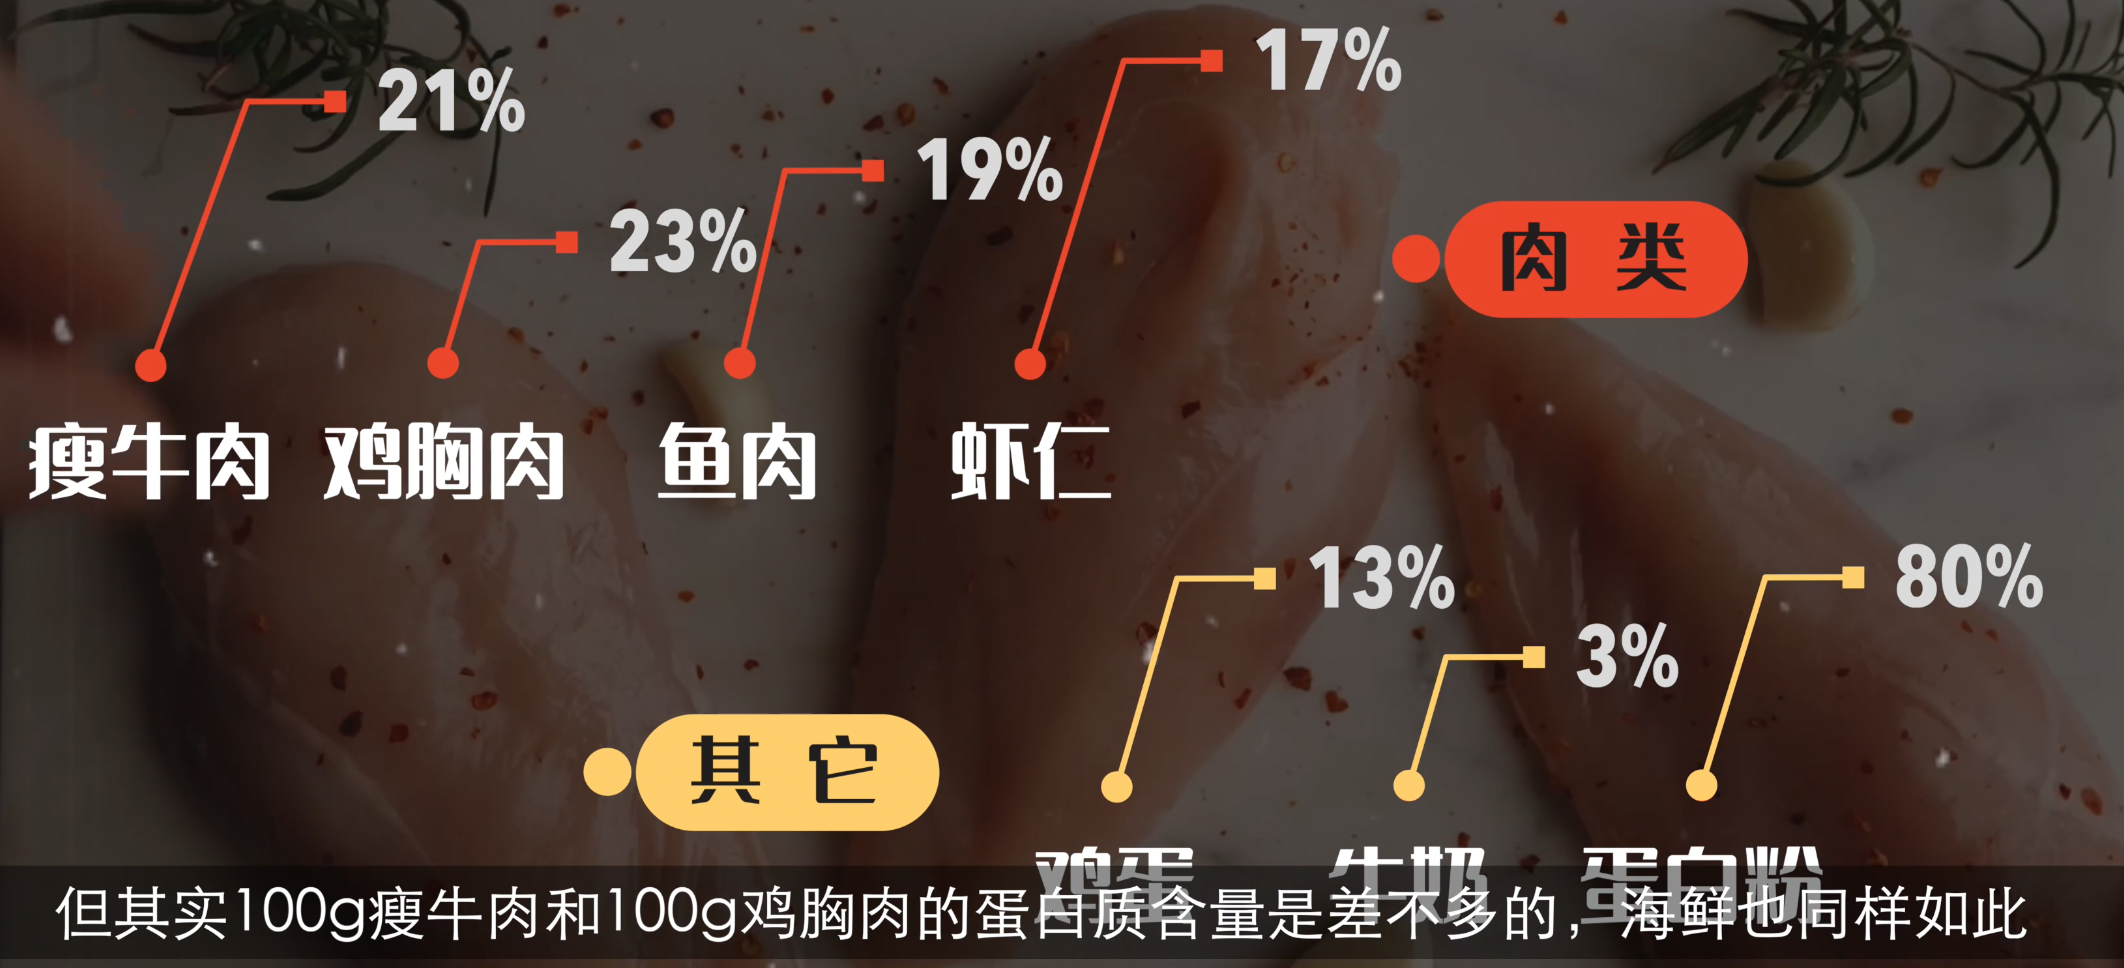 17%
21%
19%
23%
肉类
瘦牛肉 鸡胸肉 鱼肉 虾仁
13%
80%
3%
其它
鸡蛋 牛奶 蛋白粉
但其实100g瘦牛肉和100g鸡胸肉的蛋白质含量是差不多的，海鲜也同样如此